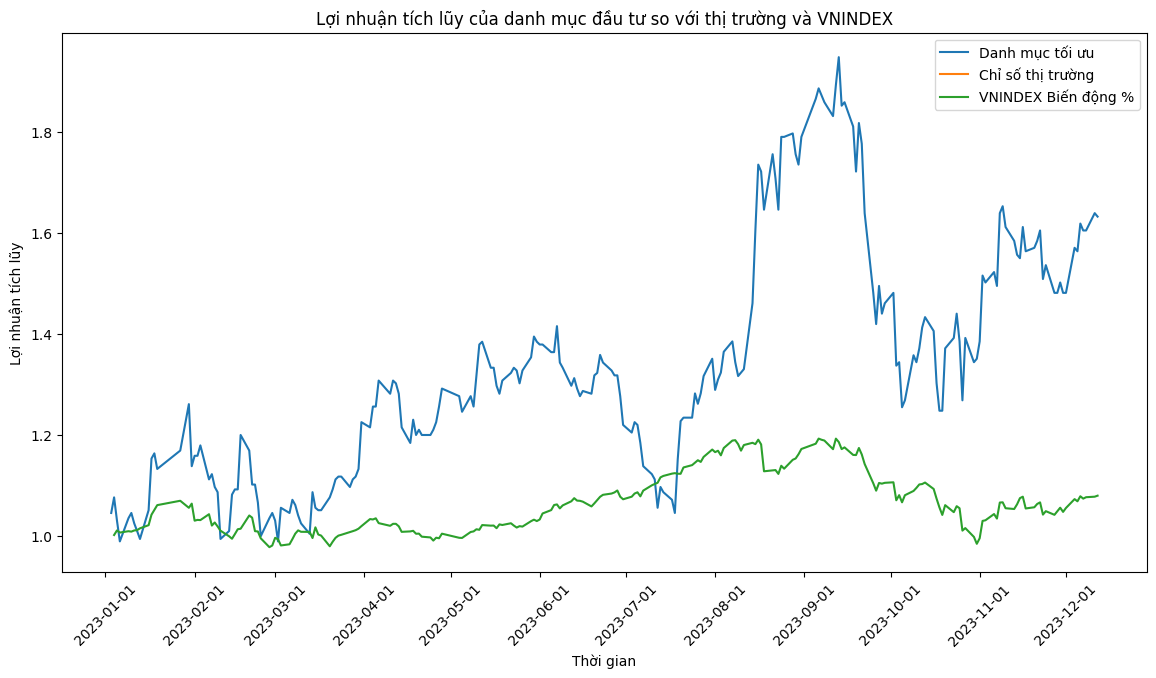 Lợi nhuận tích lũy của danh mục đầu tư so với thị trường và VNINDEX
Danh mục tối ưu
Chỉ số thị trường
VNINDEX Biến động %
Lợi nhuận tích lũy
1.8
1.6
1.4
1.2
1.0
2023-01-01
2023-02-01
2023-03-01
2023-04-01
2023-05-01
2023-06-01
2023-07-01
2023-08-01
2023-09-01
2023-10-01
2023-11-01
2023-12-01
Thời gian